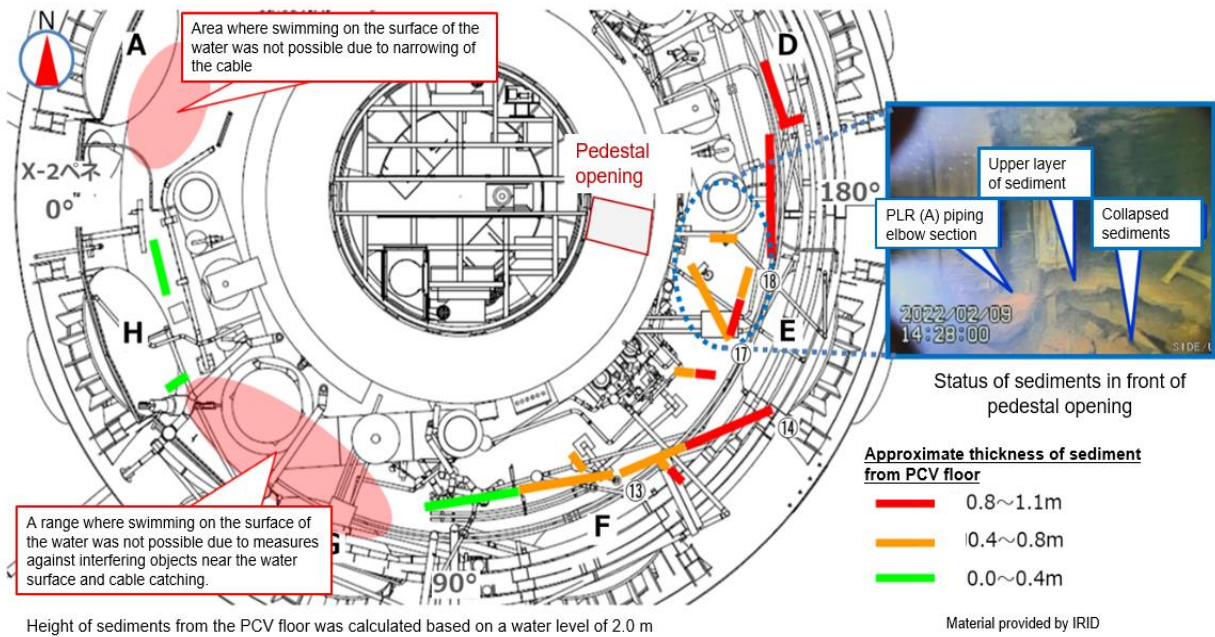 N
A
Area where swimming on the surface of the
water was not possible due to narrowing of
the cable
D
Pedestal
opening
X-2ペネ
0°
180°
Upper layer
of sediment
PLR (A) piping
elbow section
Collapsed
sediments
2022/02/09
14:28:00
SIDE/
Status of sediments in front of
pedestal opening
H
⑱
E
⑰
⑭
⑬
F
G
90°
A range where swimming on the surface of
the water was not possible due to measures
against interfering objects near the water
surface and cable catching.
Approximate thickness of sediment
from PCV floor
0.8~1.1m
0.4~0.8m
0.0~0.4m
Height of sediments from the PCV floor was calculated based on a water level of 2.0 m
Material provided by IRID